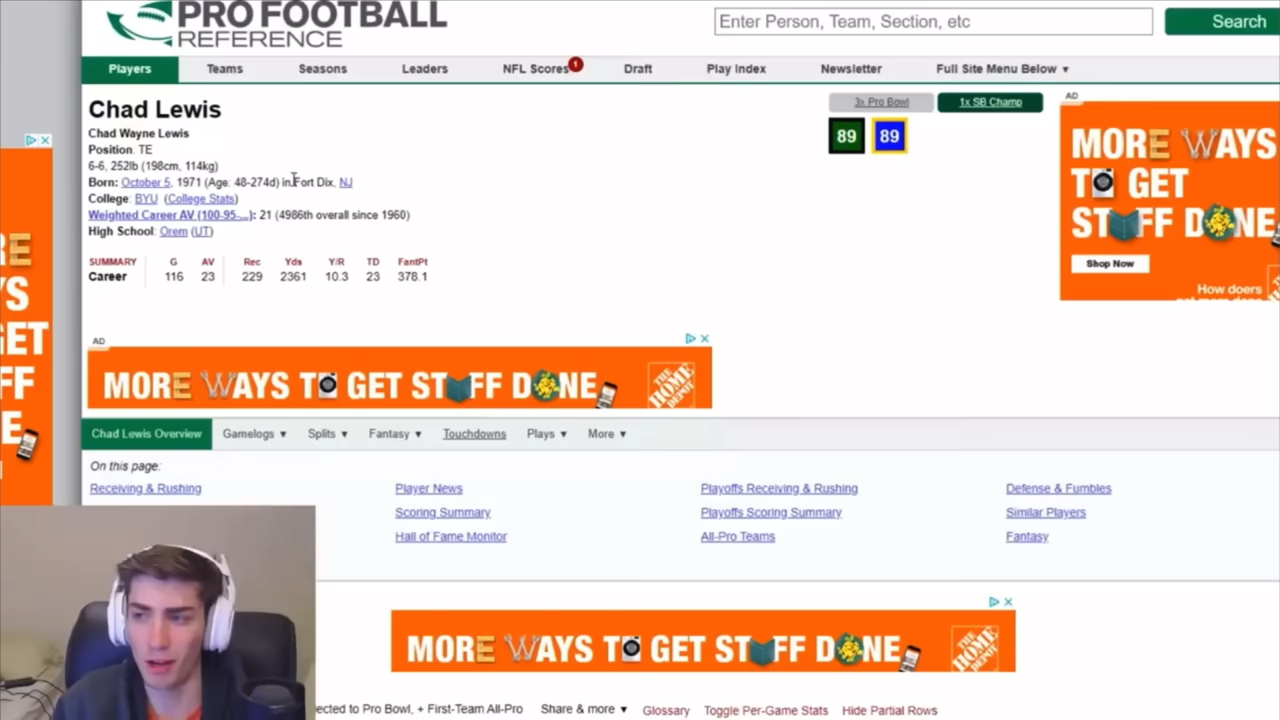 PRO FOOTBALL
REFERENCE
Enter Person, Team, Section, etc
Search
Players
Teams
Seasons
Leaders
NFL Scores
1
Draft
Play Index
Newsletter
Full Site Menu Below ▼
Chad Lewis
3x Pro Bowl
1x SB Champ
AD
Chad Wayne Lewis
Position: TE
6-6, 252lb (198cm, 114kg)
Born: October 5, 1971 (Age: 48-274d) in Fort Dix, NJ
College: BYU (College Stats)
Weighted Career AV (100-95-...): 21 (4986th overall since 1960)
High School: Orem (UT)
89
89
MORE WAYS
TO GET
STUFF DONE
Shop Now
How doers
SUMMARY G AV Rec Yds Y/R TD FantPt
Career 116 23 229 2361 10.3 23 378.1
AD
MORE WAYS TO GET STUFF DONE
THE HOME DEPOT
Chad Lewis Overview
Gamelogs ▼
Splits ▼
Fantasy ▼
Touchdowns
Plays ▼
More ▼
On this page:
Receiving & Rushing
Player News
Playoffs Receiving & Rushing
Defense & Fumbles
Scoring Summary
Playoffs Scoring Summary
Similar Players
Hall of Fame Monitor
All-Pro Teams
Fantasy
MORE WAYS TO GET STUFF DONE
THE HOME DEPOT
ected to Pro Bowl, + First-Team All-Pro
Share & more ▼
Glossary
Toggle Per-Game Stats
Hide Partial Rows